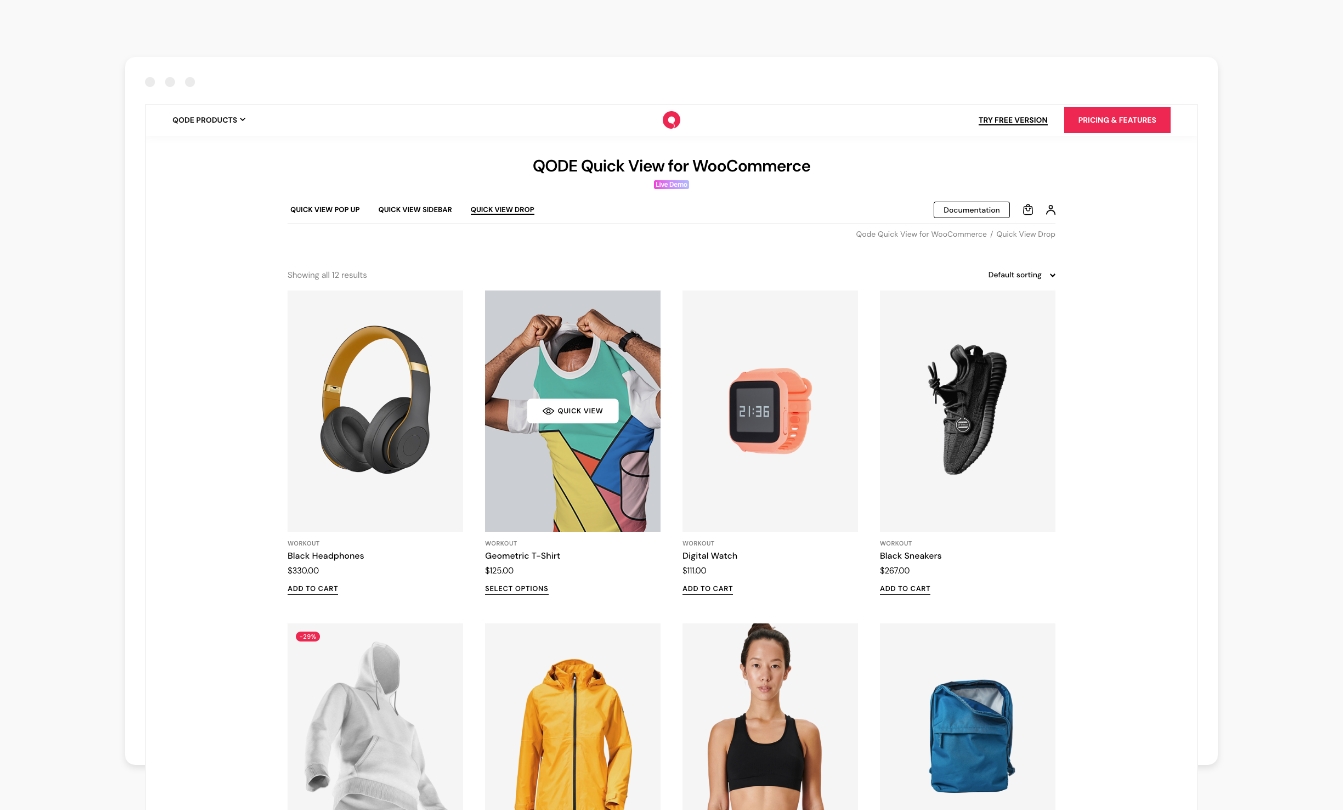 QODE PRODUCTS
TRY FREE VERSION
PRICING & FEATURES
QODE Quick View for WooCommerce
Live Demo
QUICK VIEW POP UP
QUICK VIEW SIDEBAR
QUICK VIEW DROP
Documentation
Qode Quick View for WooCommerce / Quick View Drop
Showing all 12 results
Default sorting
QUICK VIEW
21:36
WORKOUT
Black Headphones
$330.00
ADD TO CART
WORKOUT
Geometric T-Shirt
$125.00
SELECT OPTIONS
WORKOUT
Digital Watch
$111.00
ADD TO CART
WORKOUT
Black Sneakers
$267.00
ADD TO CART
-29%